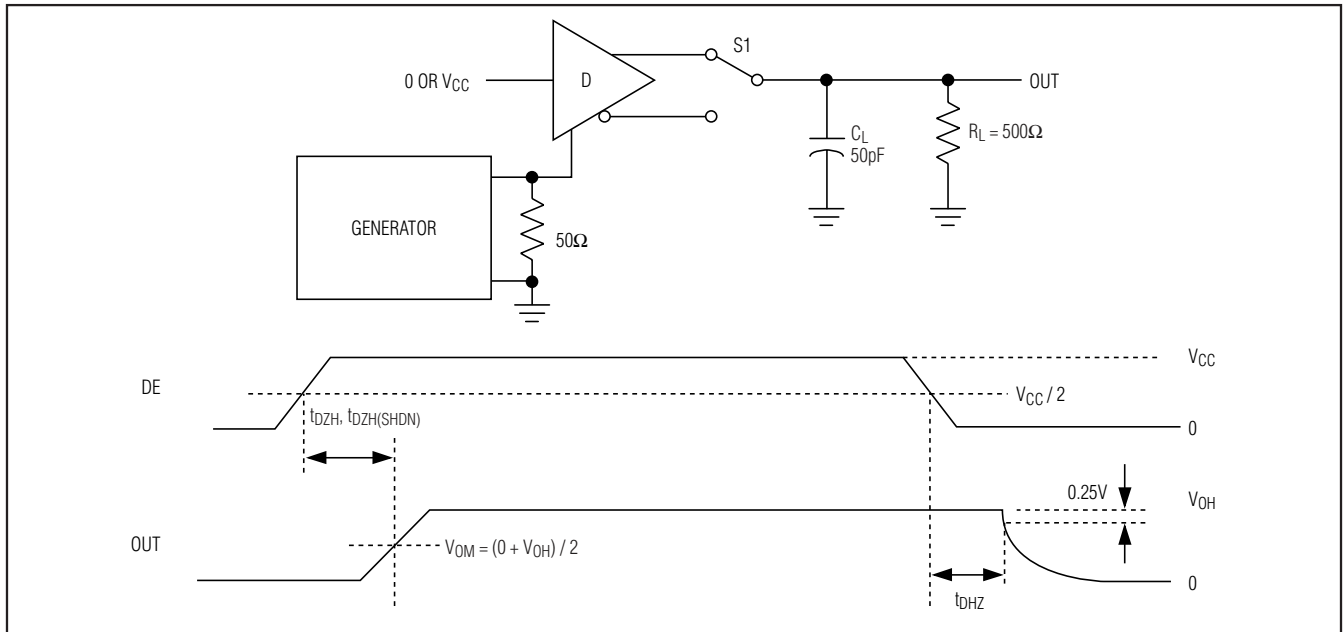 S1
0 OR VCC
D
OUT
CL
50pF
RL = 500Ω
GENERATOR
50Ω
VCC
DE
VCC / 2
tDZH, tDZH(SHDN)
0
0.25V
VOH
OUT
VOM = (0 + VOH) / 2
0
tDHZ